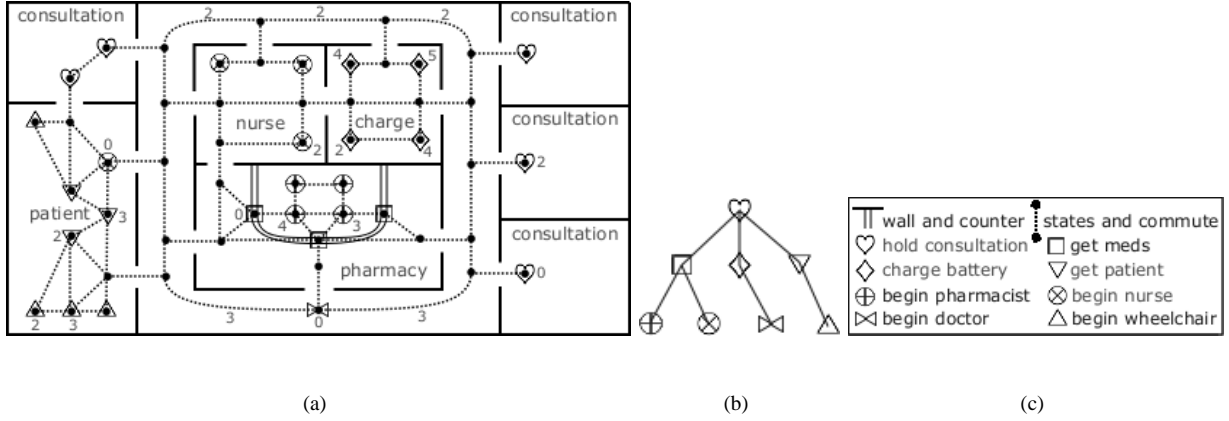 consultation
2
2
2
consultation
4
5
nurse
charge
consultation
0
2
2
4
2
patient
3
0
4
3
2
consultation
pharmacy
0
2
3
3
0
3
wall and counter
states and commute
hold consultation
get meds
charge battery
get patient
begin pharmacist
begin nurse
begin doctor
begin wheelchair
(a)
(b)
(c)